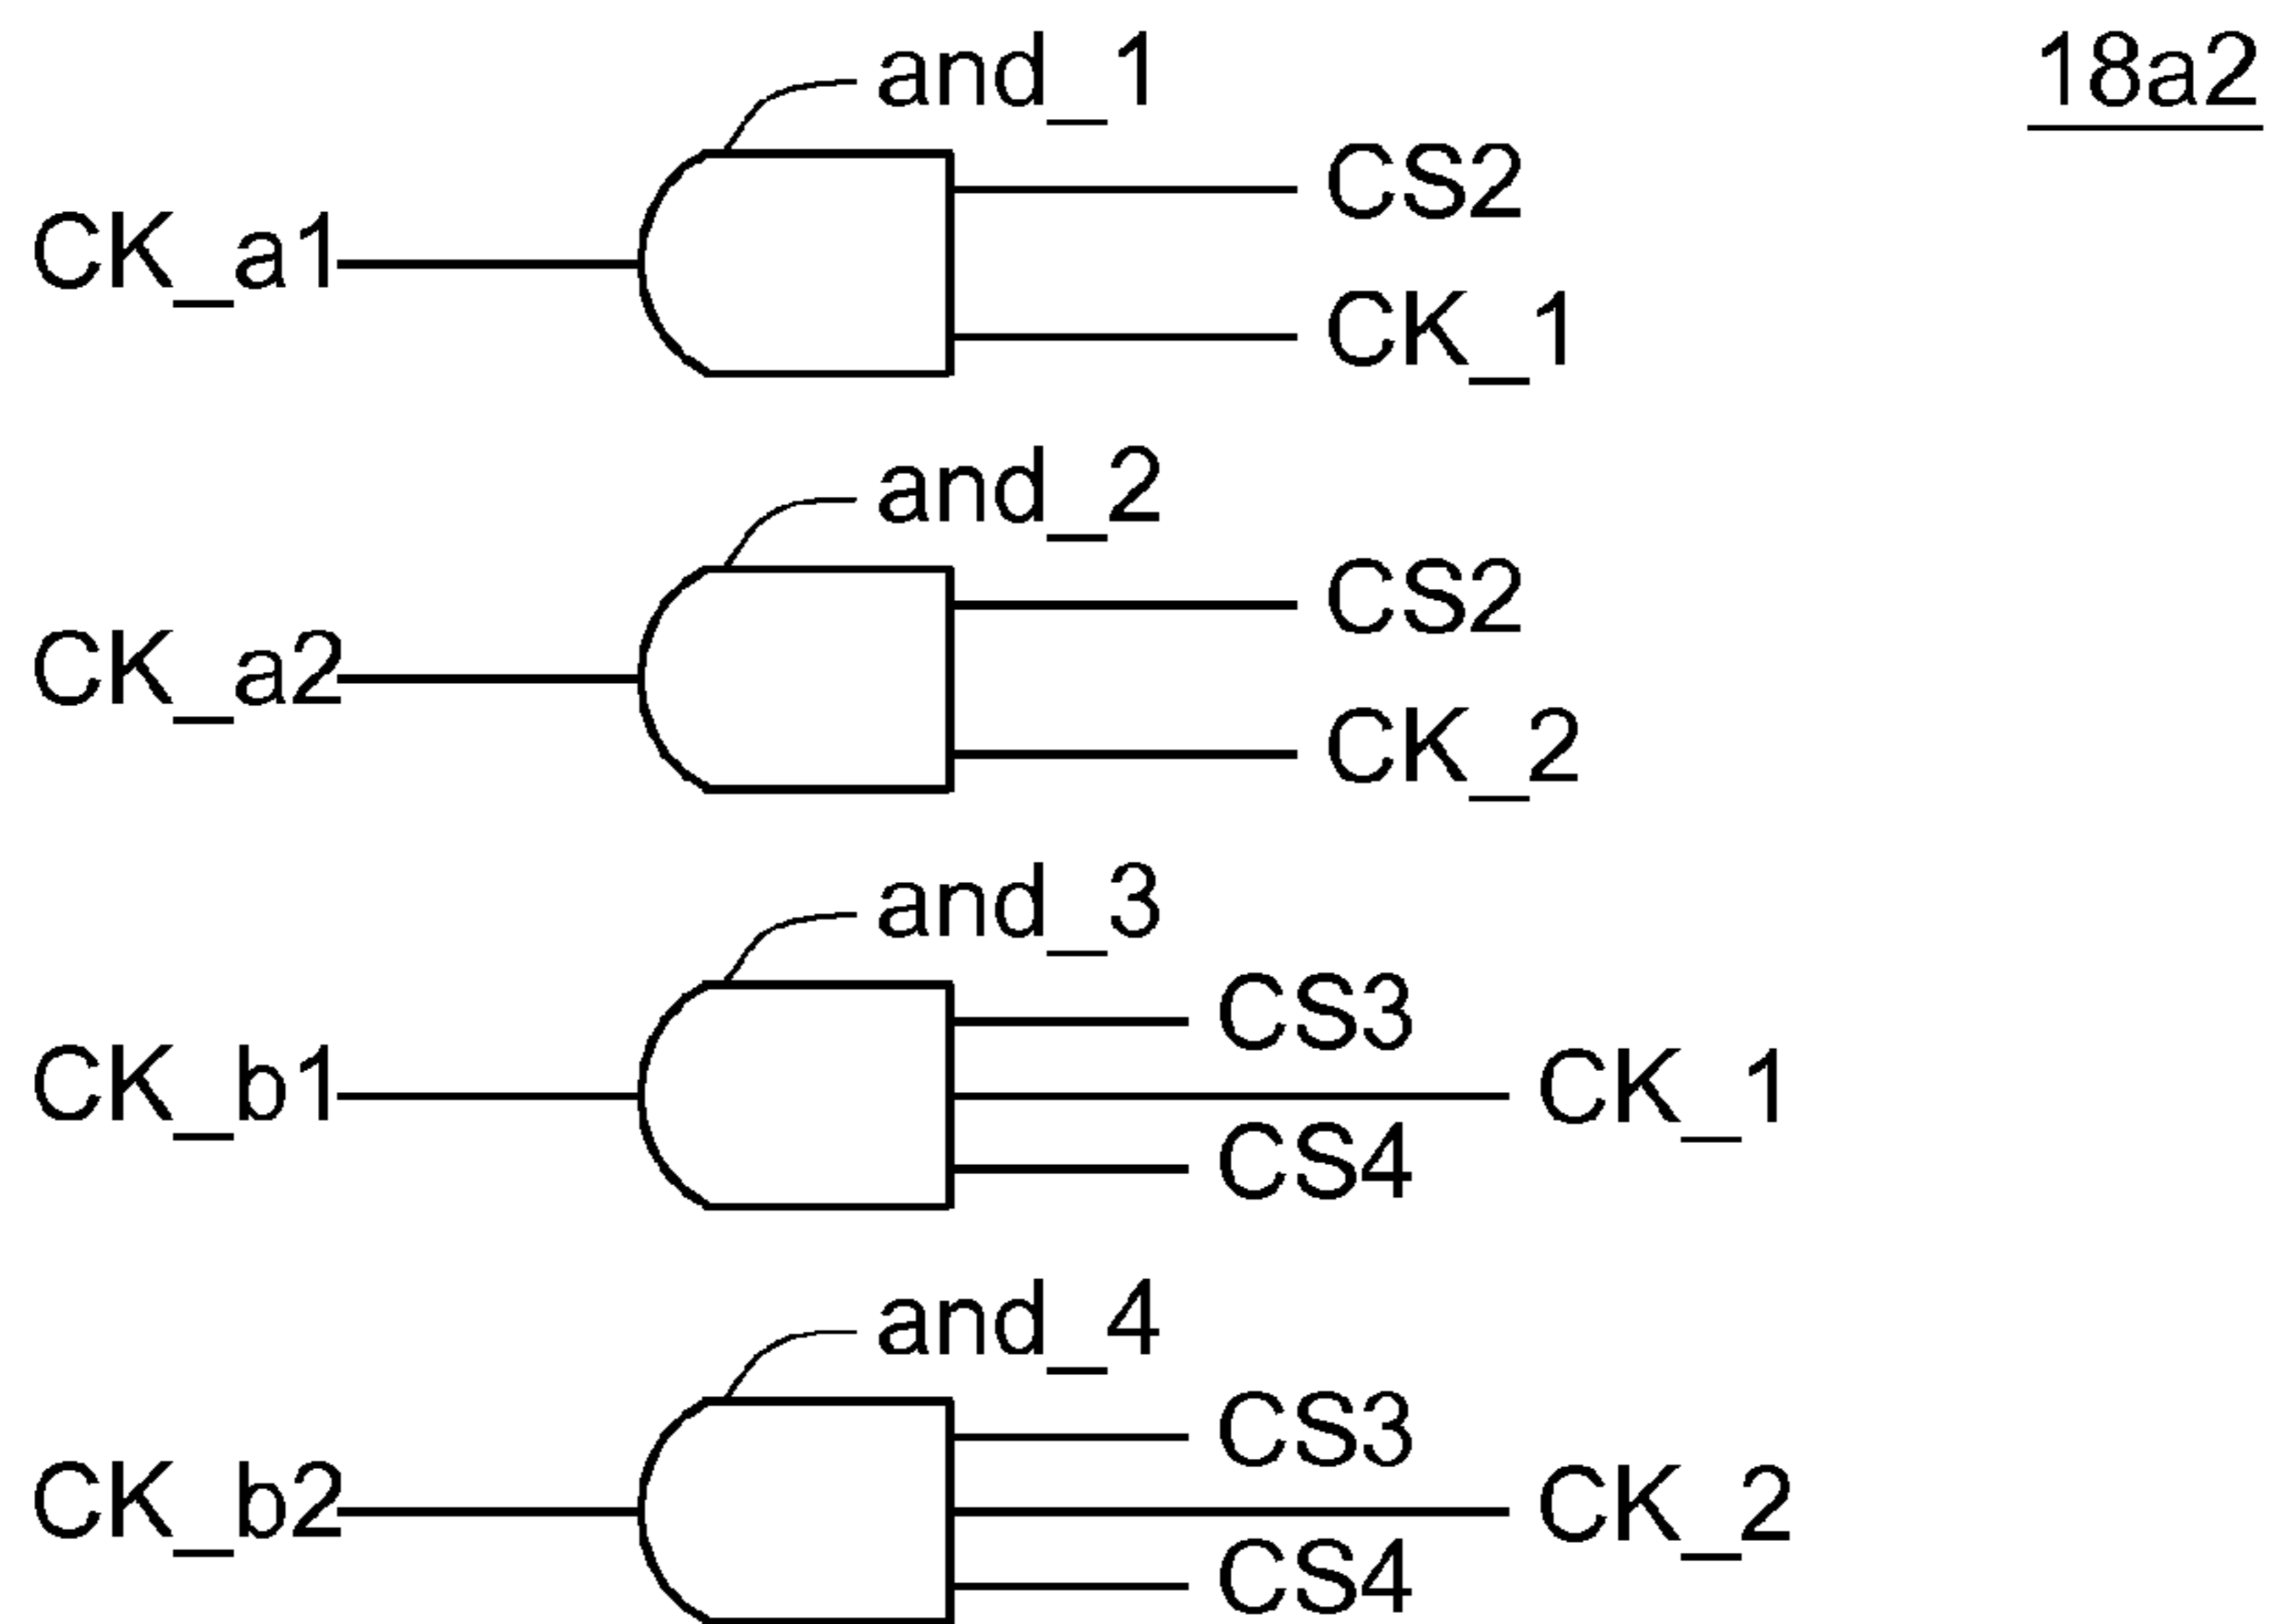 and_1
18a2
CS2
CK_a1
CK_1
and_2
CS2
CK_a2
CK_2
and_3
CS3
CK_b1
CK_1
CS4
and_4
CS3
CK_b2
CK_2
CS4